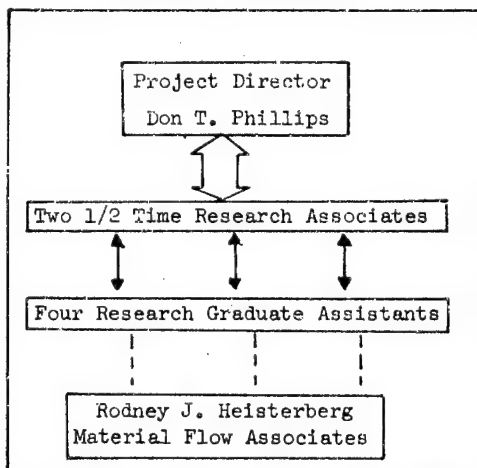 Project Director
Don T. Phillips
Two 1/2 Time Research Associates
Four Research Graduate Assistants
Rodney J. Heisterberg
Material Flow Associates